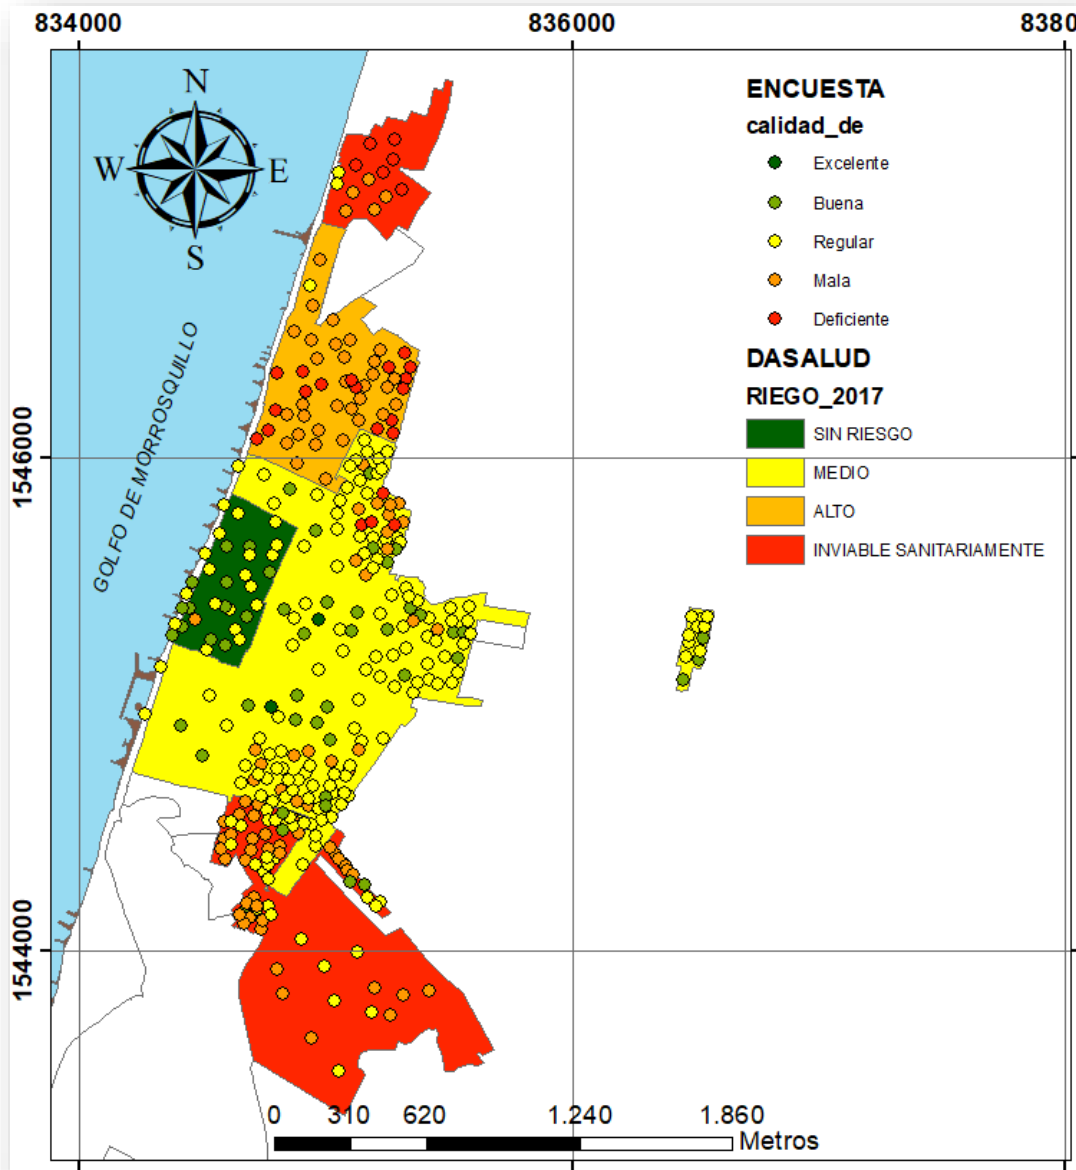 834000
836000
8380
N
W
E
S
ENCUESTA
calidad_de
Excelente
Buena
Regular
Mala
Deficiente
DASALUD
RIEGO_2017
SIN RIESGO
MEDIO
ALTO
INVIABLE SANITARIAMENTE
GOLFO DE MORROSQUILLO
1546000
1544000
0
310
620
1.240
1.860
Metros